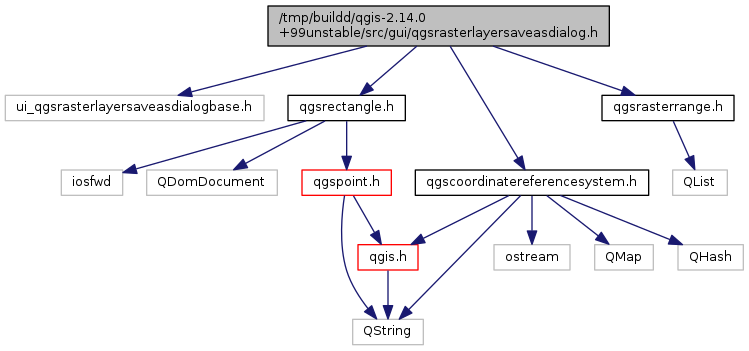 /tmp/buildd/qgis-2.14.0
+99unstable/src/gui/qgsrasterlayersaveasdialog.h
ui_qgsrasterlayersaveasdialogbase.h
qgsrectangle.h
qgsrasterrange.h
iosfwd
QDomDocument
qgspoint.h
qgscoordinatereferencesystem.h
QList
qgis.h
ostream
QMap
QHash
QString